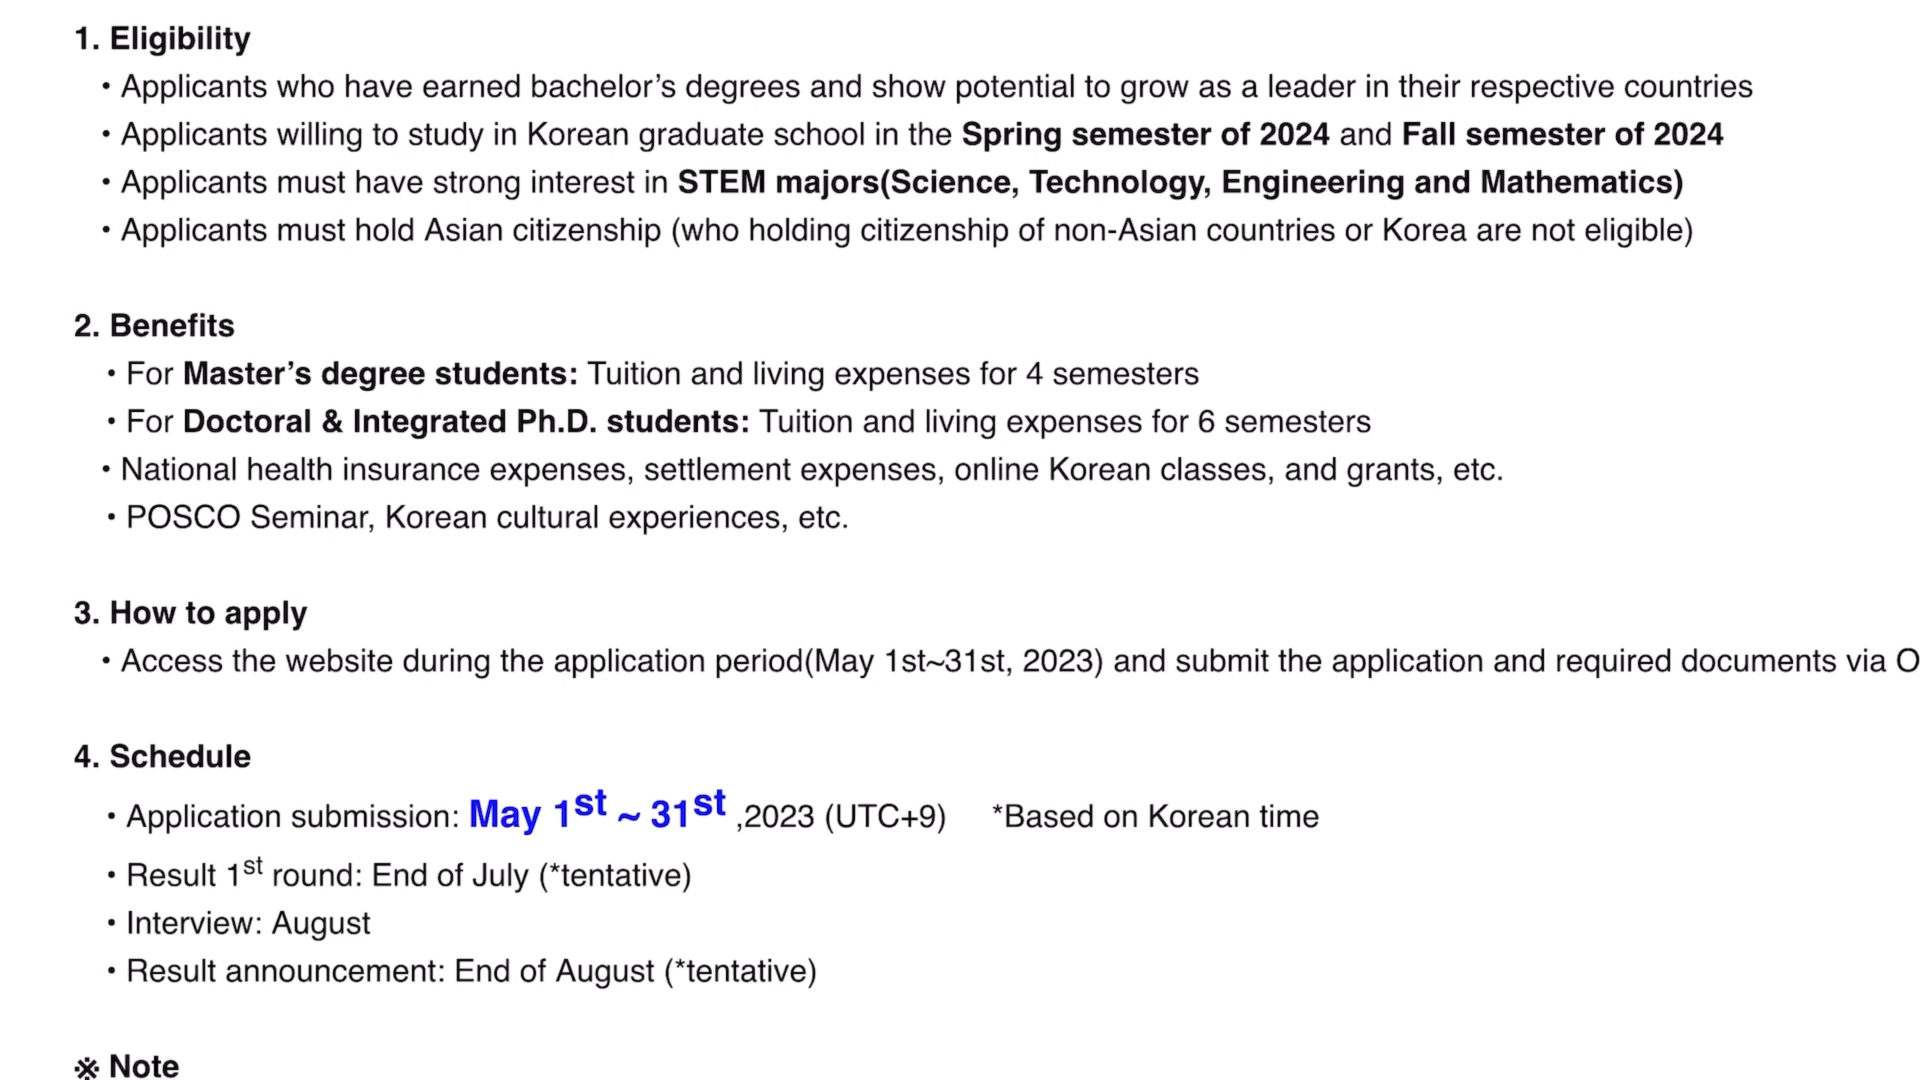 1. Eligibility
• Applicants who have earned bachelor’s degrees and show potential to grow as a leader in their respective countries
• Applicants willing to study in Korean graduate school in the Spring semester of 2024 and Fall semester of 2024
• Applicants must have strong interest in STEM majors(Science, Technology, Engineering and Mathematics)
• Applicants must hold Asian citizenship (who holding citizenship of non-Asian countries or Korea are not eligible)
2. Benefits
• For Master’s degree students: Tuition and living expenses for 4 semesters
• For Doctoral & Integrated Ph.D. students: Tuition and living expenses for 6 semesters
• National health insurance expenses, settlement expenses, online Korean classes, and grants, etc.
• POSCO Seminar, Korean cultural experiences, etc.
3. How to apply
• Access the website during the application period(May 1st~31st, 2023) and submit the application and required documents via O
4. Schedule
• Application submission: May 1st ~ 31st ,2023 (UTC+9) *Based on Korean time
• Result 1st round: End of July (*tentative)
• Interview: August
• Result announcement: End of August (*tentative)
※ Note